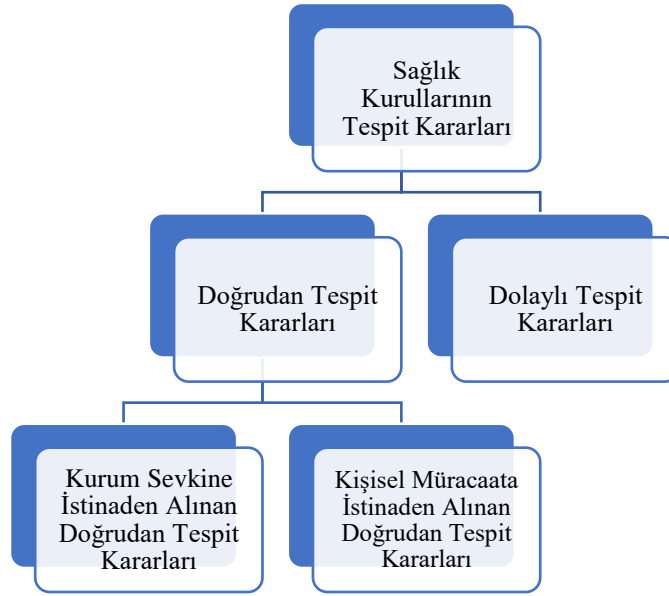 Sağlık
Kurullarının
Tespit Kararları
Doğrudan Tespit
Kararları
Dolaylı Tespit
Kararları
Kurum Sevkine
İstinaden Alınan
Doğrudan Tespit
Kararları
Kişisel Müracaata
İstinaden Alınan
Doğrudan Tespit
Kararları